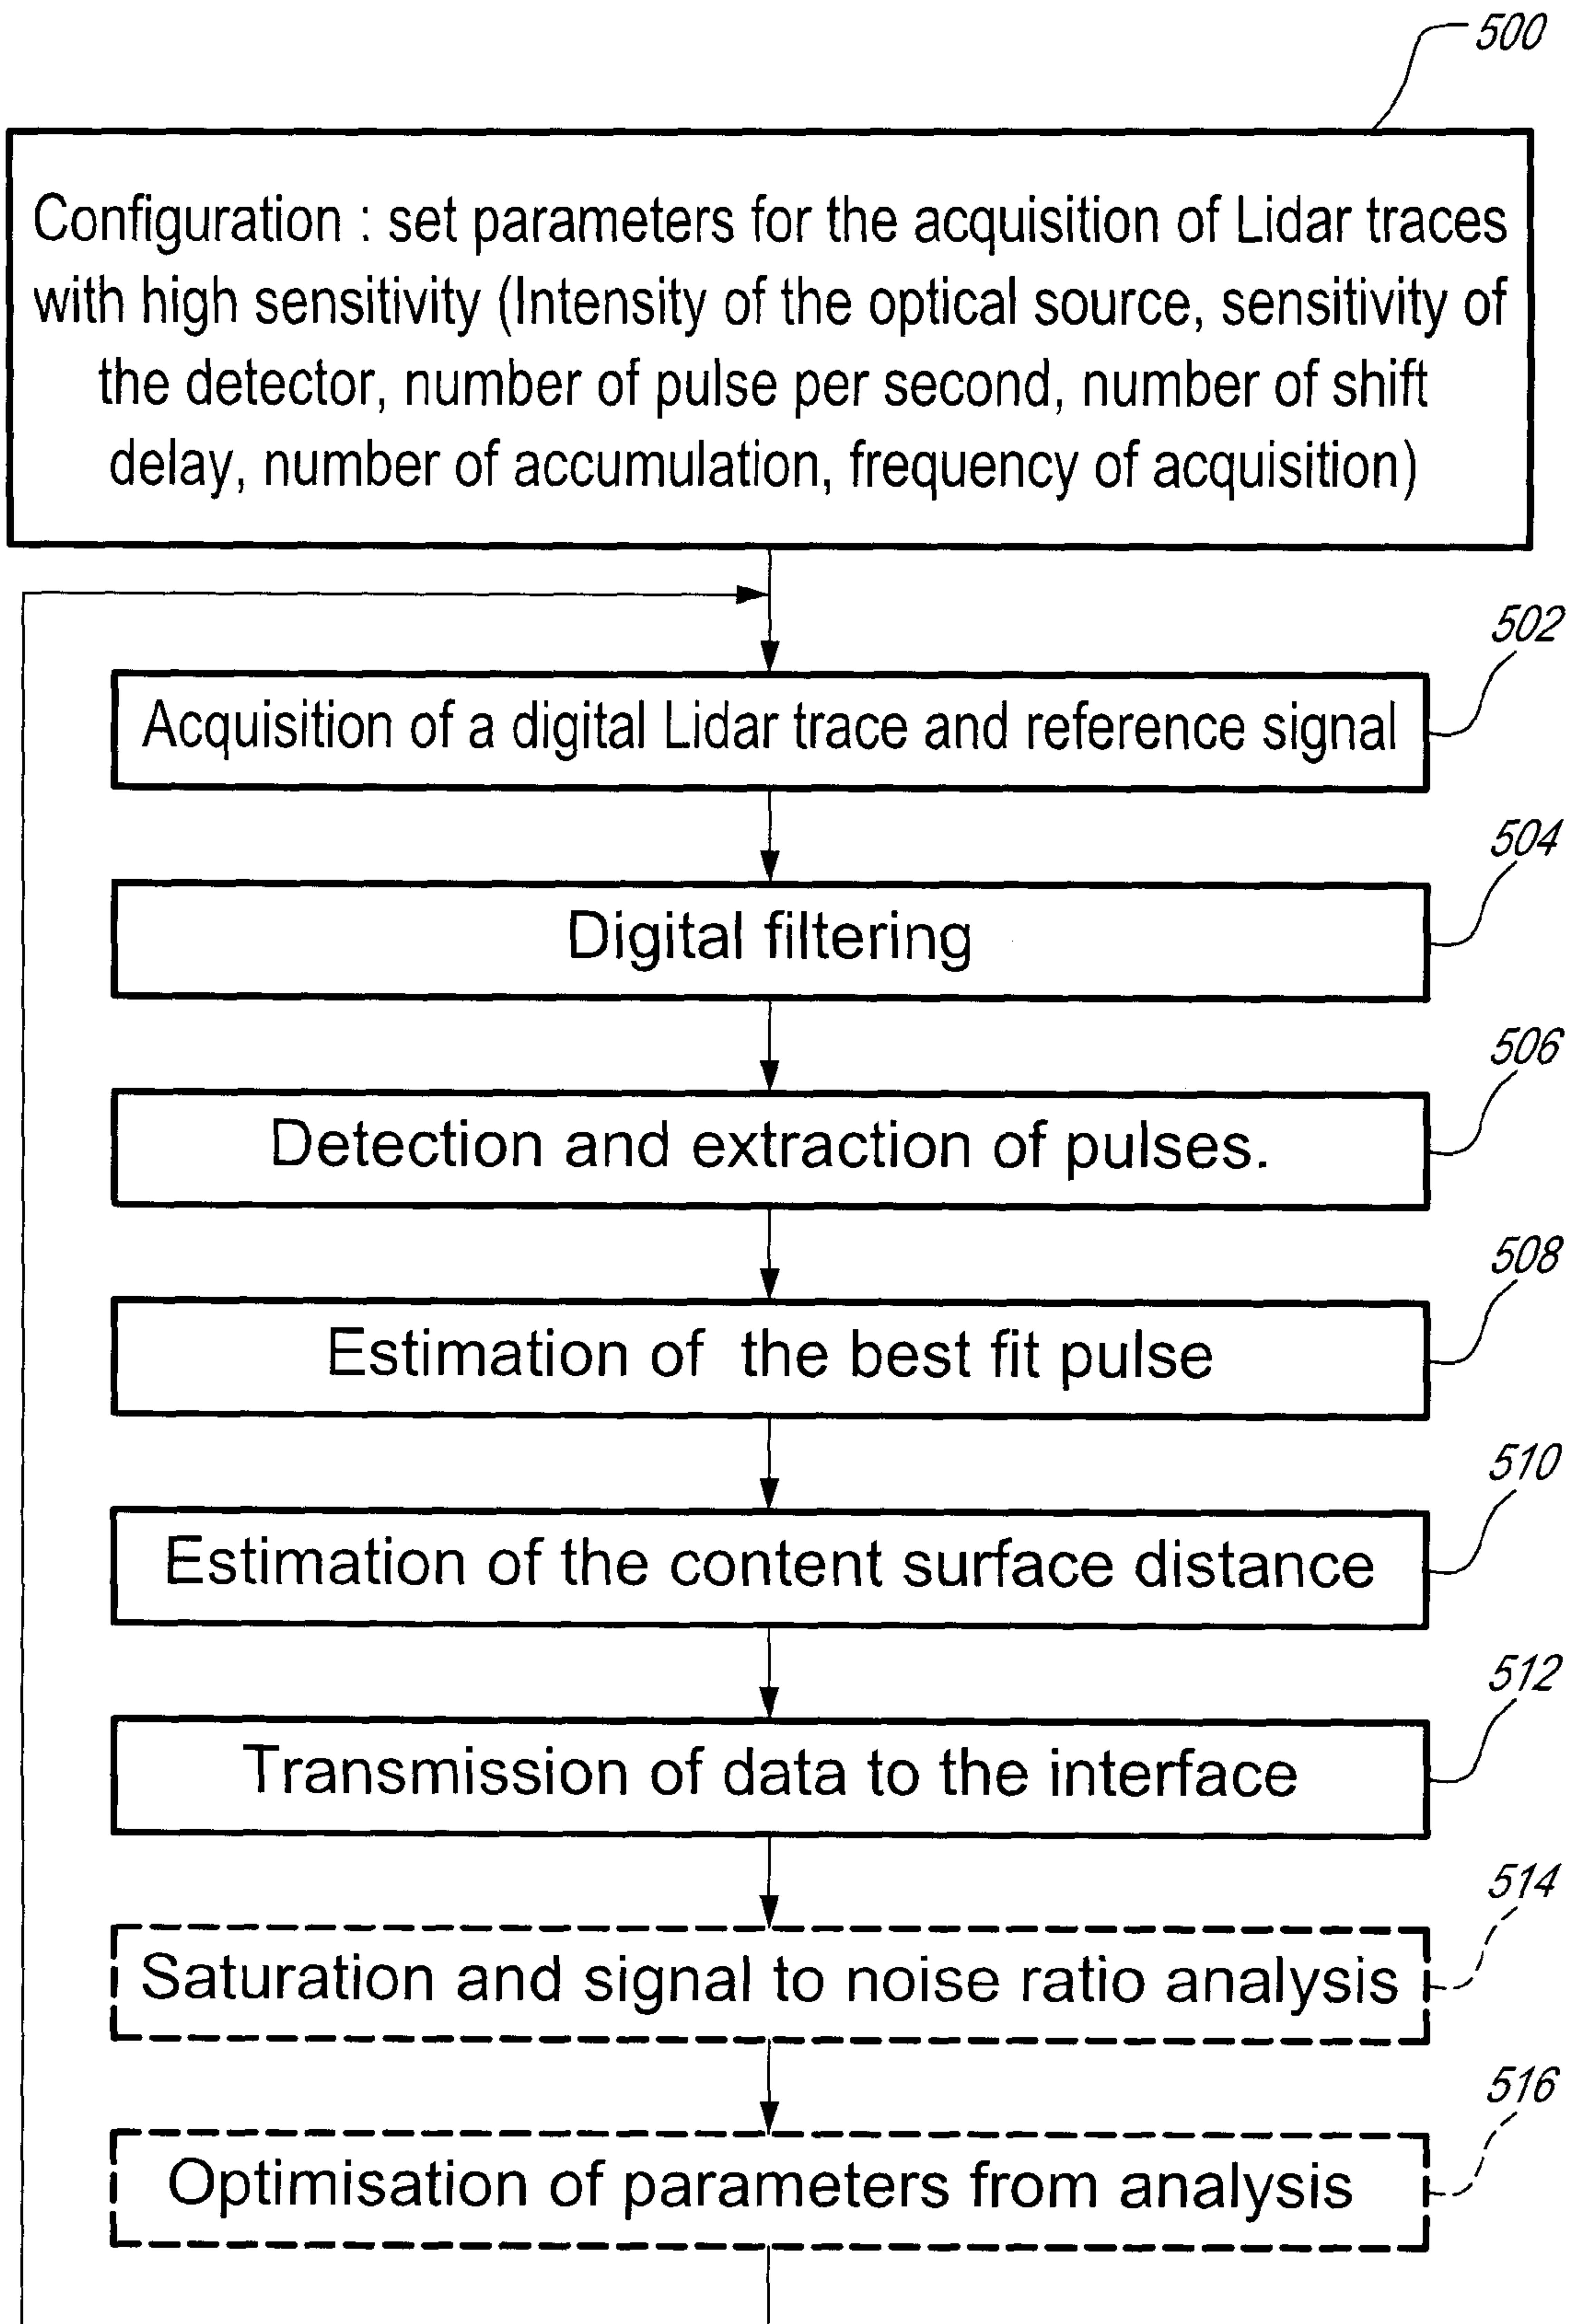 500
Configuration : set parameters for the acquisition of Lidar traces
with high sensitivity (Intensity of the optical source, sensitivity of
the detector, number of pulse per second, number of shift
delay, number of accumulation, frequency of acquisition)
502
Acquisition of a digital Lidar trace and reference signal
504
Digital filtering
506
Detection and extraction of pulses.
508
Estimation of the best fit pulse
510
Estimation of the content surface distance
512
Transmission of data to the interface
514
Saturation and signal to noise ratio analysis
516
Optimisation of parameters from analysis